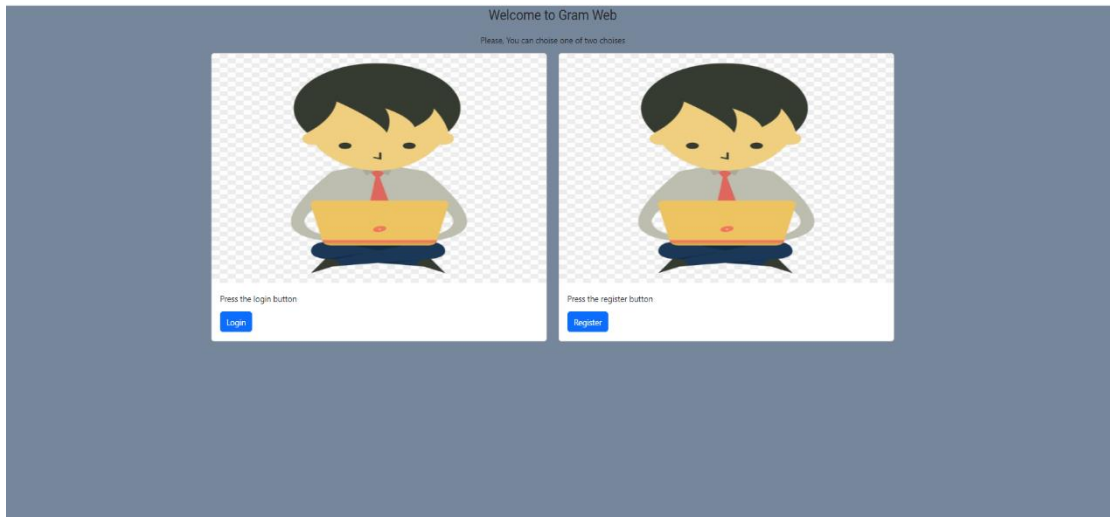 Welcome to Gram Web
Please, You can choise one of two choises
Press the login button
Login
Press the register button
Register